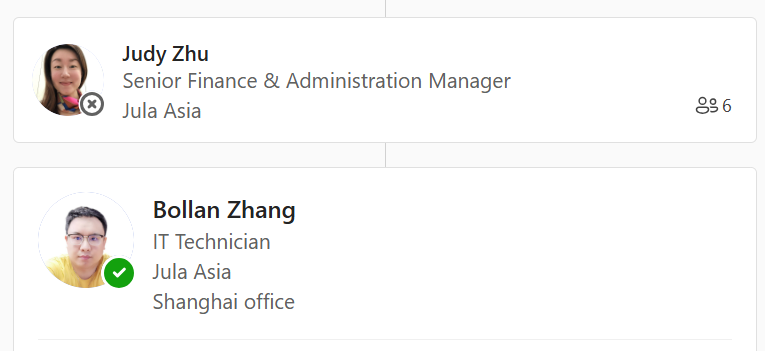 Judy Zhu
Senior Finance & Administration Manager
Jula Asia
6
Bollan Zhang
IT Technician
Jula Asia
Shanghai office